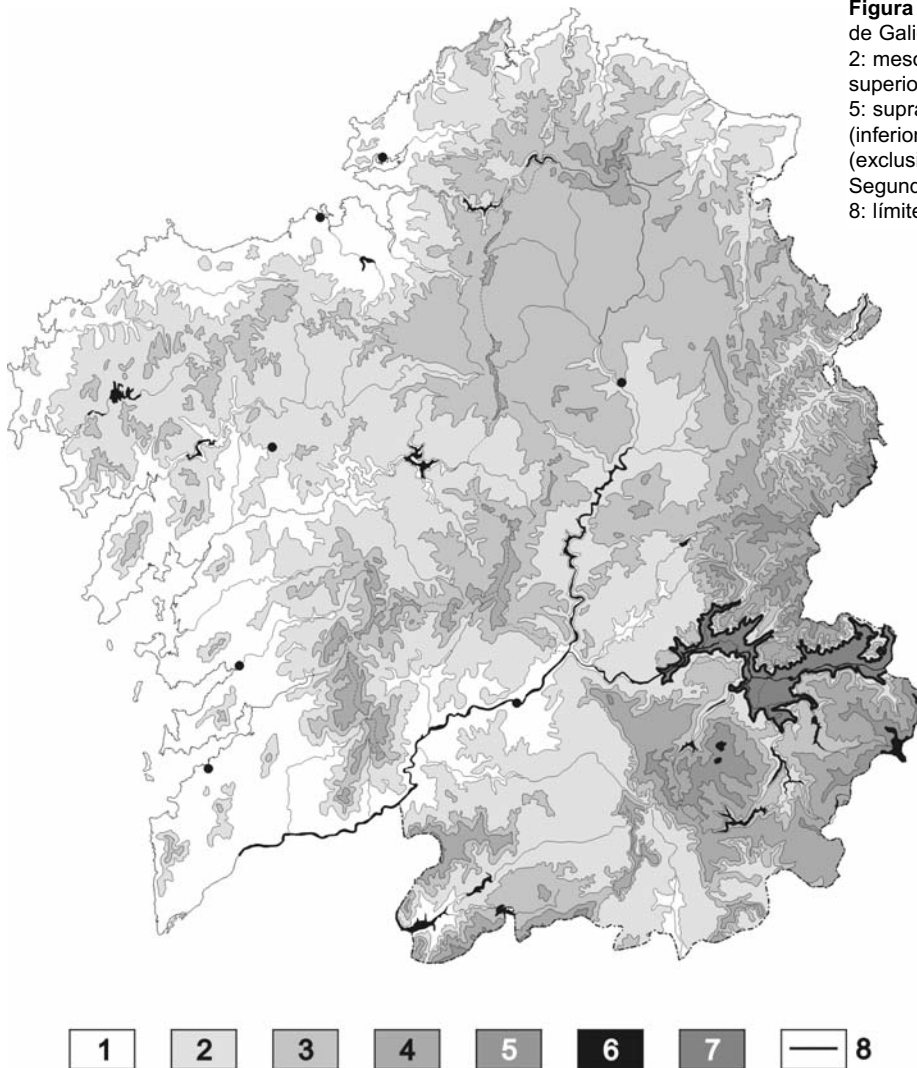 Figura
de Gali
2: meso
superio
5: supra
(inferior
(exclusi
Segund
8: límite
1 2 3 4 5 6 7 8